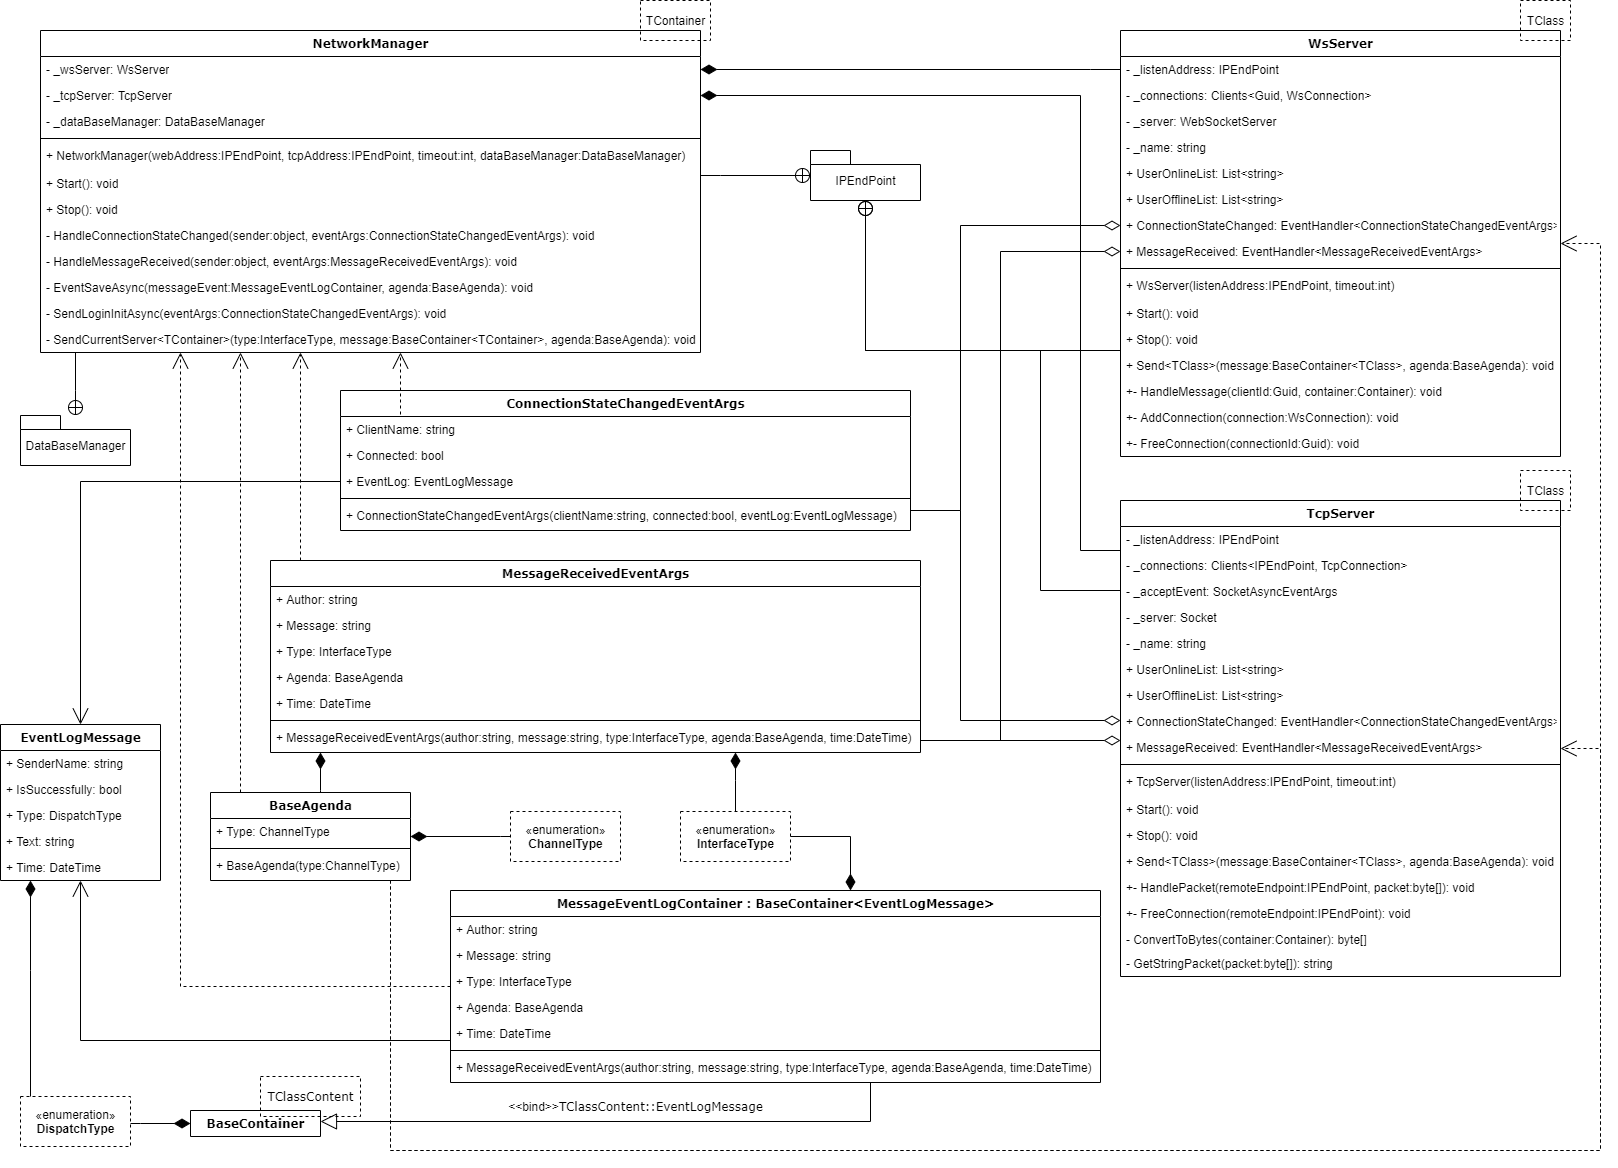 TContainer
NetworkManager
- _wsServer: WsServer
- _tcpServer: TcpServer
- _dataBaseManager: DataBaseManager
+ NetworkManager(webAddress:IPEndPoint, tcpAddress:IPEndPoint, timeout:int, dataBaseManager:DataBaseManager)
+ Start(): void
+ Stop(): void
- HandleConnectionStateChanged(sender:object, eventArgs:ConnectionStateChangedEventArgs): void
- HandleMessageReceived(sender:object, eventArgs:MessageReceivedEventArgs): void
- EventSaveAsync(messageEvent:MessageEventLogContainer, agenda:BaseAgenda): void
- SendLoginInitAsync(eventArgs:ConnectionStateChangedEventArgs): void
- SendCurrentServer<TContainer>(type:InterfaceType, message:BaseContainer<TContainer>, agenda:BaseAgenda): void
IPEndPoint
TClass
WsServer
- _listenAddress: IPEndPoint
- _connections: Clients<Guid, WsConnection>
- _server: WebSocketServer
- _name: string
+ UserOnlineList: List<string>
+ UserOfflineList: List<string>
+ ConnectionStateChanged: EventHandler<ConnectionStateChangedEventArgs>
+ MessageReceived: EventHandler<MessageReceivedEventArgs>
+ WsServer(listenAddress:IPEndPoint, timeout:int)
+ Start(): void
+ Stop(): void
+ Send<TClass>(message:BaseContainer<TClass>, agenda:BaseAgenda): void
+- HandleMessage(clientId:Guid, container:Container): void
+- AddConnection(connection:WsConnection): void
+- FreeConnection(connectionId:Guid): void
DataBaseManager
ConnectionStateChangedEventArgs
+ ClientName: string
+ Connected: bool
+ EventLog: EventLogMessage
+ ConnectionStateChangedEventArgs(clientName:string, connected:bool, eventLog:EventLogMessage)
TClass
TcpServer
- _listenAddress: IPEndPoint
- _connections: Clients<IPEndPoint, TcpConnection>
- _acceptEvent: SocketAsyncEventArgs
- _server: Socket
- _name: string
+ UserOnlineList: List<string>
+ UserOfflineList: List<string>
+ ConnectionStateChanged: EventHandler<ConnectionStateChangedEventArgs>
+ MessageReceived: EventHandler<MessageReceivedEventArgs>
+ TcpServer(listenAddress:IPEndPoint, timeout:int)
+ Start(): void
+ Stop(): void
+ Send<TClass>(message:BaseContainer<TClass>, agenda:BaseAgenda): void
+- HandlePacket(remoteEndpoint:IPEndPoint, packet:byte[]): void
+- FreeConnection(remoteEndpoint:IPEndPoint): void
- ConvertToBytes(container:Container): byte[]
- GetStringPacket(packet:byte[]): string
MessageReceivedEventArgs
+ Author: string
+ Message: string
+ Type: InterfaceType
+ Agenda: BaseAgenda
+ Time: DateTime
+ MessageReceivedEventArgs(author:string, message:string, type:InterfaceType, agenda:BaseAgenda, time:DateTime)
EventLogMessage
+ SenderName: string
+ IsSuccessfully: bool
+ Type: DispatchType
+ Text: string
+ Time: DateTime
BaseAgenda
+ Type: ChannelType
+ BaseAgenda(type:ChannelType)
«enumeration»
ChannelType
«enumeration»
InterfaceType
MessageEventLogContainer : BaseContainer<EventLogMessage>
+ Author: string
+ Message: string
+ Type: InterfaceType
+ Agenda: BaseAgenda
+ Time: DateTime
+ MessageReceivedEventArgs(author:string, message:string, type:InterfaceType, agenda:BaseAgenda, time:DateTime)
<<bind>>TClassContent::EventLogMessage
TClassContent
BaseContainer
«enumeration»
DispatchType